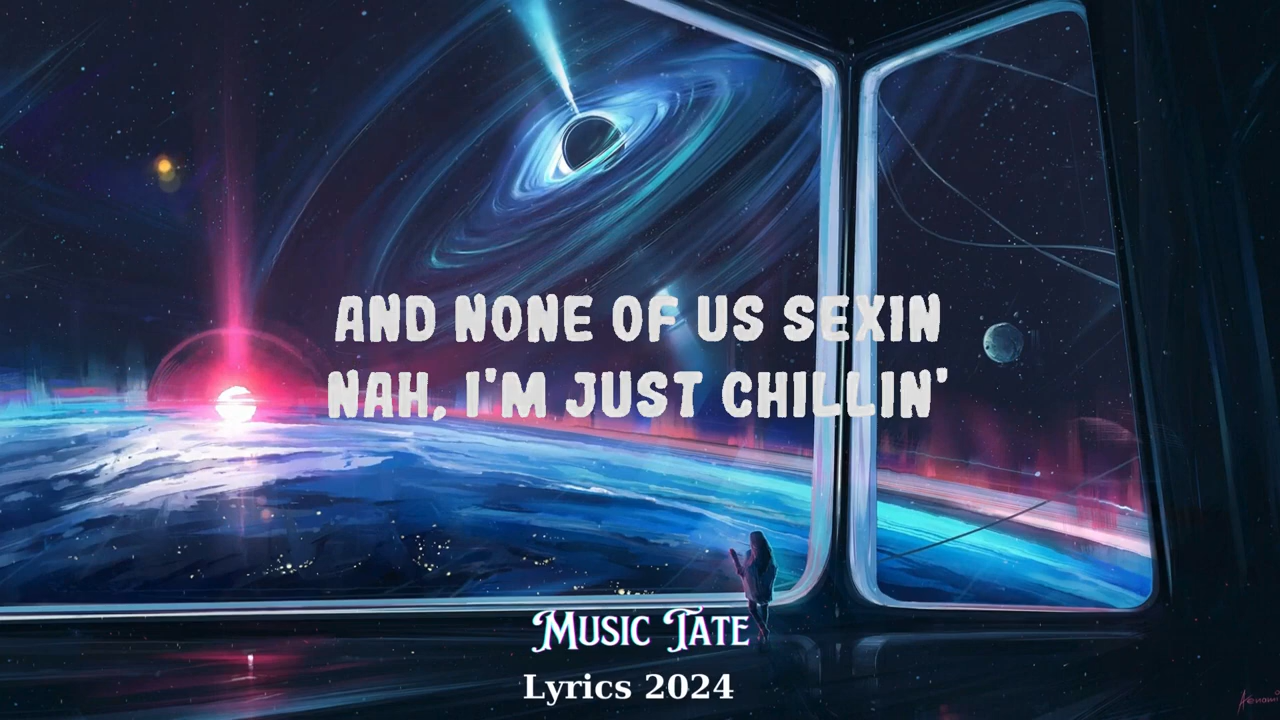 AND NONE OF US SEXIN
NAH, I'M JUST CHILLIN'
MUSIC TATE
Lyrics 2024